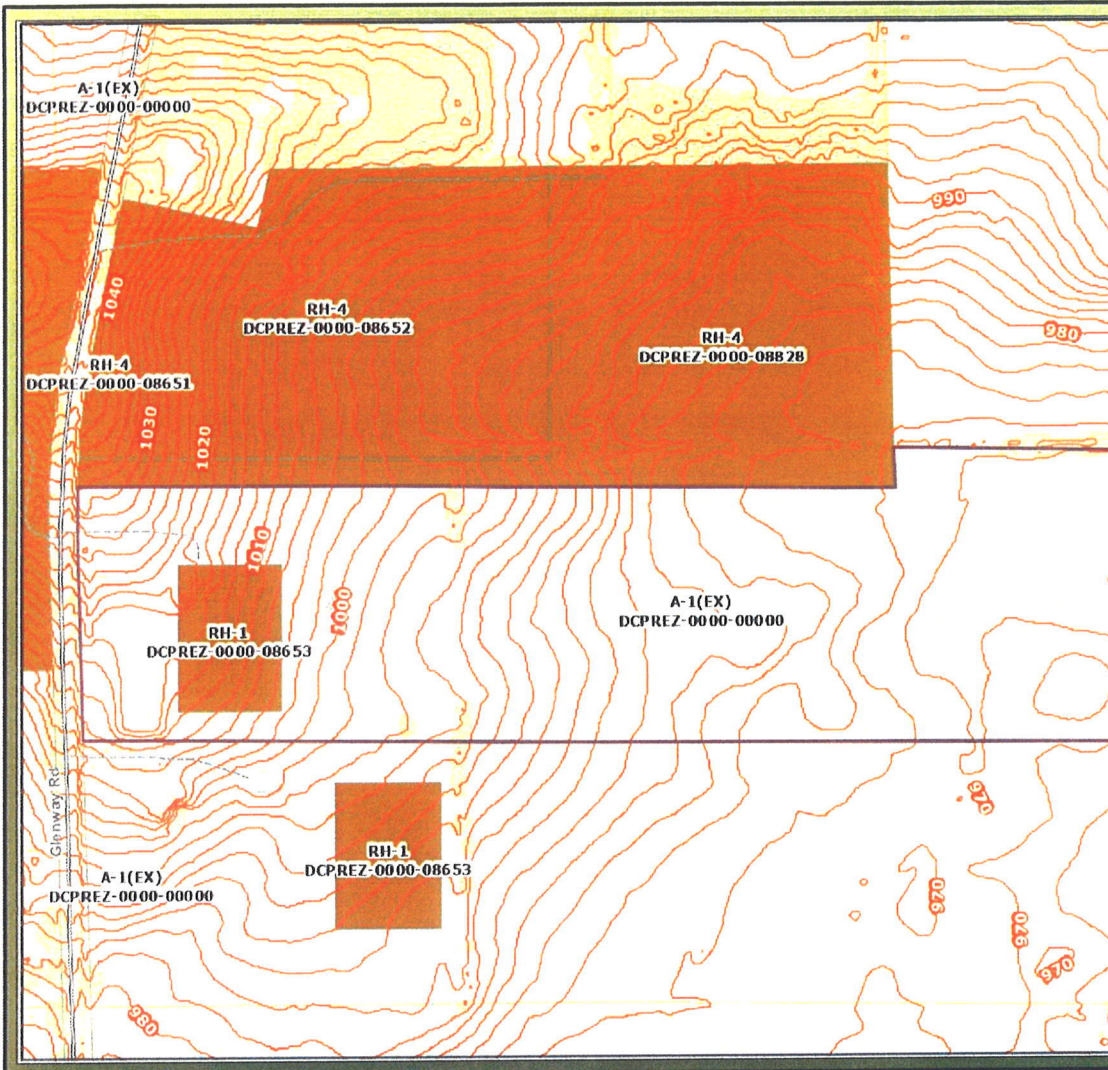 A-1(EX)
DCPREZ-0000-00000
990
1040
RH-4
DCPREZ-0000-08652
980
RH-4
DCPREZ-0000-08828
RH-4
DCPREZ-0000-08651
1030
1020
1010
1000
A-1(EX)
DCPREZ-0000-00000
RH-1
DCPREZ-0000-08653
Glenway Rd
970
RH-1
DCPREZ-0000-08653
A-1(EX)
DCPREZ-0000-00000
970
970
970
980